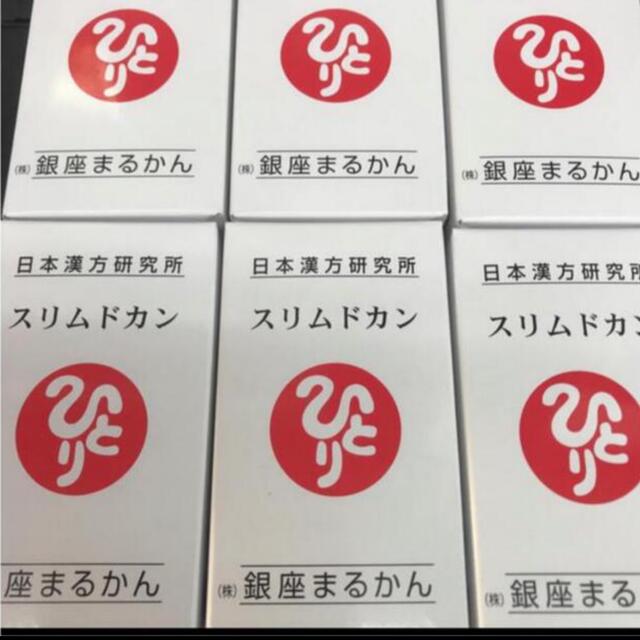 ひとり
(株)銀座まるかん
ひとり
(株)銀座まるかん
ひとり
(株)銀座まるかん
日本漢方研究所
スリムドカン
ひとり
座まるかん
日本漢方研究所
スリムドカン
ひとり
(株)銀座まるかん
日本漢方研究所
スリムドカン
ひとり
(株)銀座まる